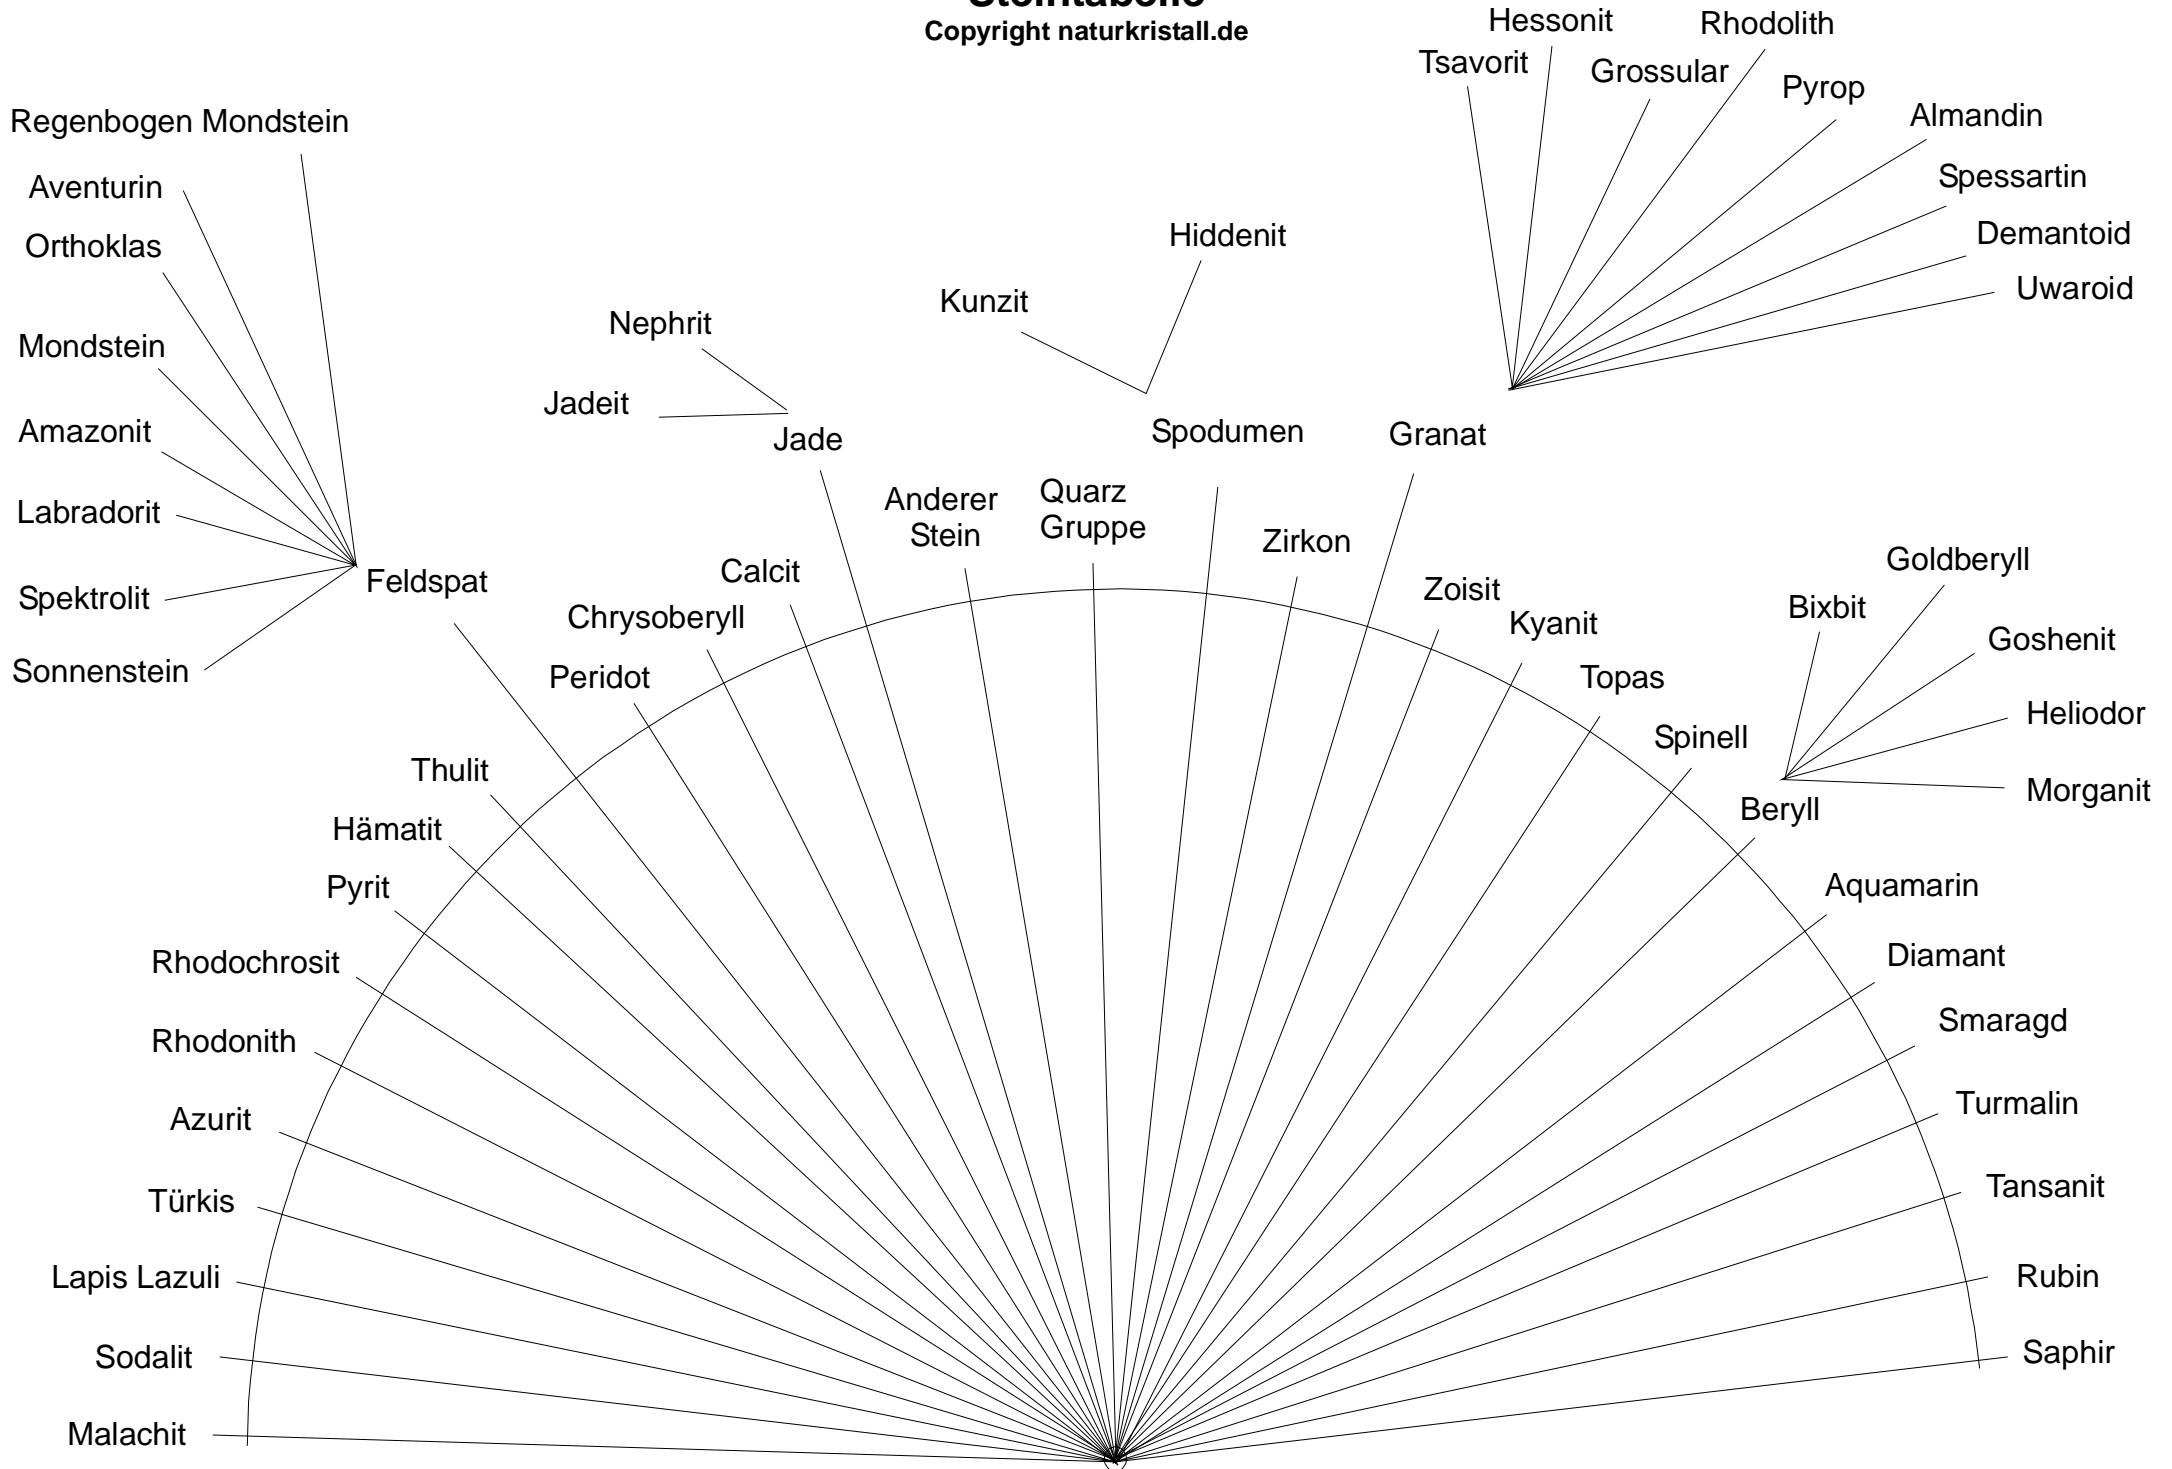 Steintabelle
Copyright naturkristall.de
Hessonit
Rhodolith
Tsavorit
Grossular
Pyrop
Almandin
Spessartin
Demantoid
Uwaroid
Regenbogen Mondstein
Aventurin
Orthoklas
Mondstein
Amazonit
Labradorit
Spektrolit
Sonnenstein
Feldspat
Nephrit
Jadeit
Jade
Kunzit
Hiddenit
Spodumen
Granat
Anderer
Stein
Quarz
Gruppe
Zirkon
Calcit
Chrysoberyll
Peridot
Zoisit
Kyanit
Topas
Spinell
Goldberyll
Bixbit
Goshenit
Heliodor
Morganit
Beryll
Thulit
Hämatit
Pyrit
Rhodochrosit
Rhodonith
Azurit
Türkis
Lapis Lazuli
Sodalit
Malachit
Aquamarin
Diamant
Smaragd
Turmalin
Tansanit
Rubin
Saphir